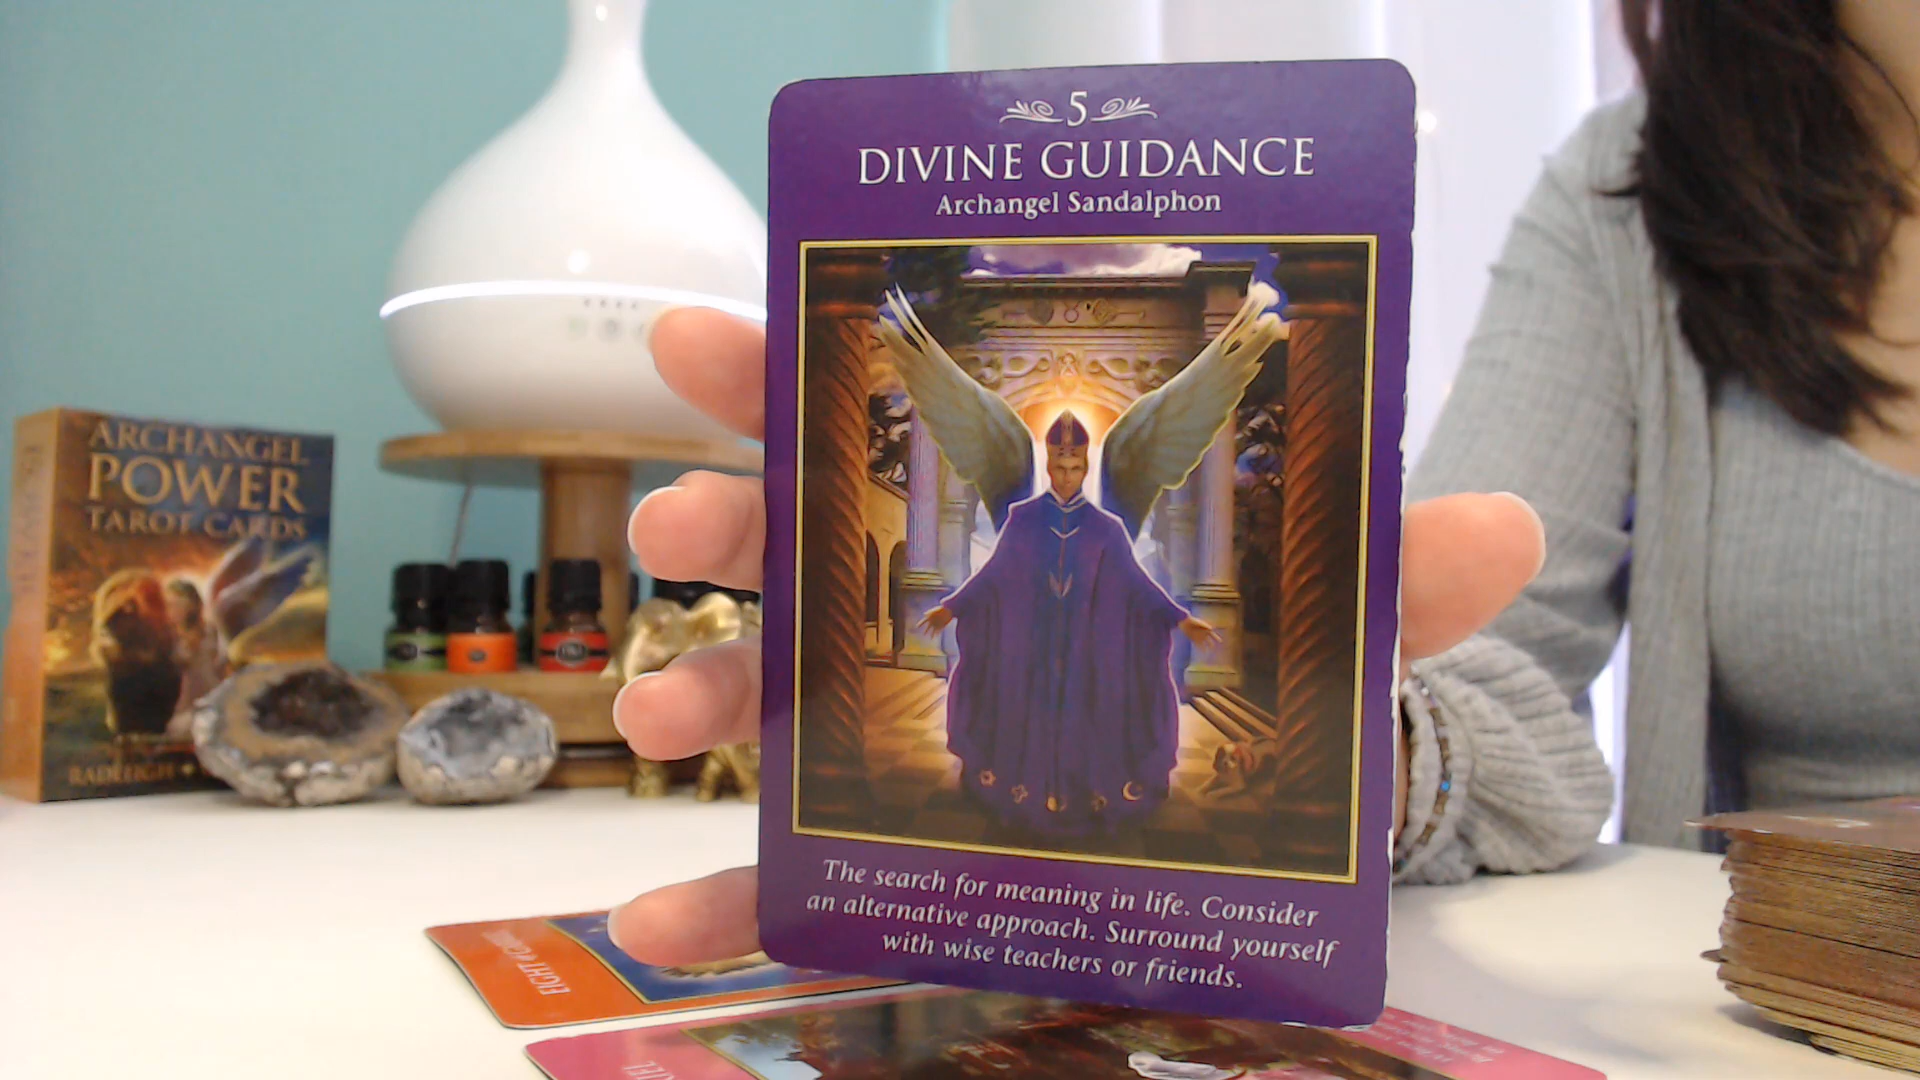 5
DIVINE GUIDANCE
Archangel Sandalphon
The search for meaning in life. Consider
an alternative approach. Surround yourself
with wise teachers or friends.
ARCHANGEL
POWER
TAROT CARDS
RADLEIGH
EIGHT of